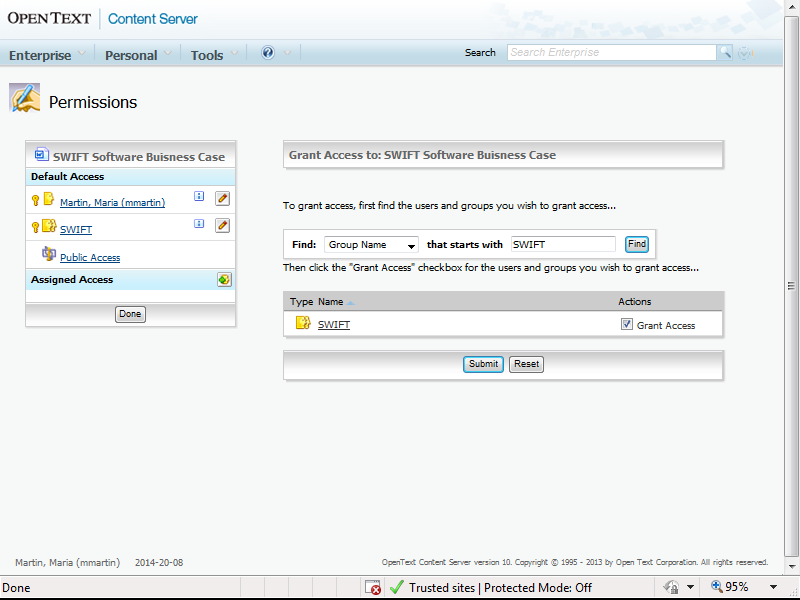 OPEN TEXT Content Server
Enterprise Personal Tools Search Search Enterprise
Permissions
SWIFT Software Buisness Case
Default Access
Martin, Maria (mmartin)
SWIFT
Public Access
Assigned Access
Done
Grant Access to: SWIFT Software Buisness Case
To grant access, first find the users and groups you wish to grant access...
Find: Group Name that starts with SWIFT Find
Then click the "Grant Access" checkbox for the users and groups you wish to grant access...
Type Name Actions
SWIFT Grant Access
Submit Reset
Martin, Maria (mmartin) 2014-20-08 OpenText Content Server version 10. Copyright © 1995 - 2013 by Open Text Corporation. All rights reserved.
Done Trusted sites | Protected Mode: Off 95%